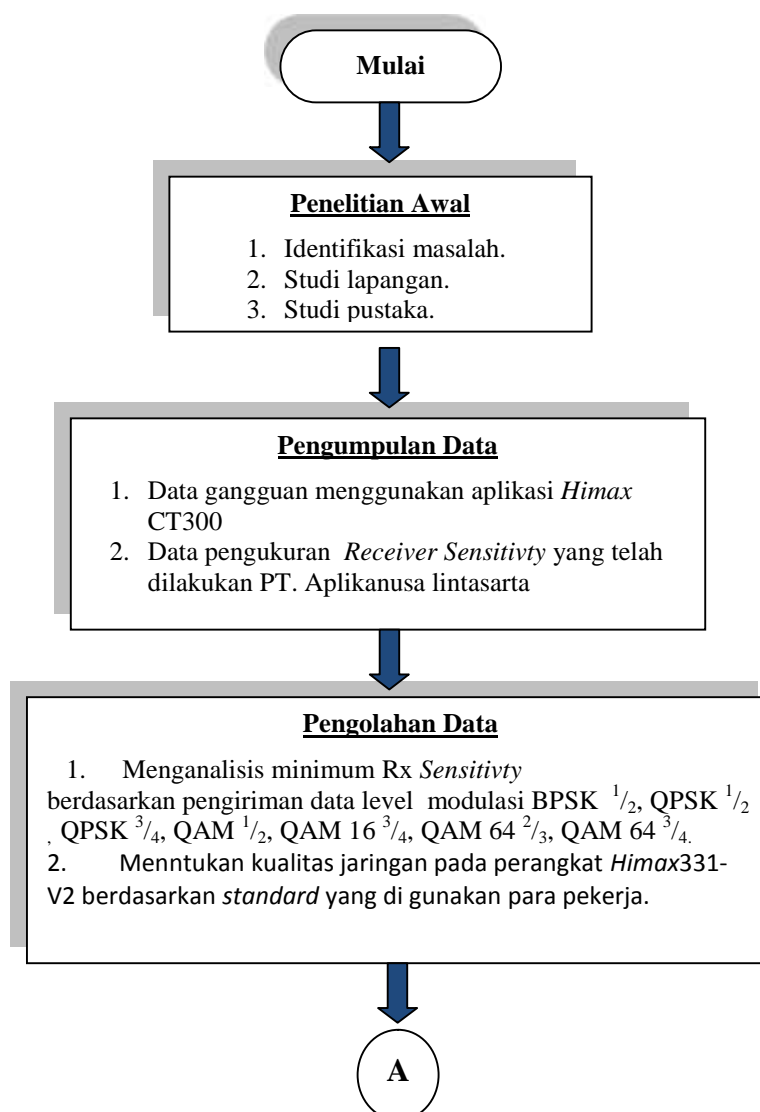 Mulai
Penelitian Awal
1. Identifikasi masalah.
2. Studi lapangan.
3. Studi pustaka.
Pengumpulan Data
1. Data gangguan menggunakan aplikasi Himax
CT300
2. Data pengukuran Receiver Sensitivty yang telah
dilakukan PT. Aplikanusa lintasarta
Pengolahan Data
1. Menganalisis minimum Rx Sensitivty
berdasarkan pengiriman data level modulasi BPSK 1/2, QPSK 1/2
, QPSK 3/4, QAM 1/2, QAM 16 3/4, QAM 64 2/3, QAM 64 3/4.
2. Menntukan kualitas jaringan pada perangkat Himax331-
V2 berdasarkan standard yang di gunakan para pekerja.
A